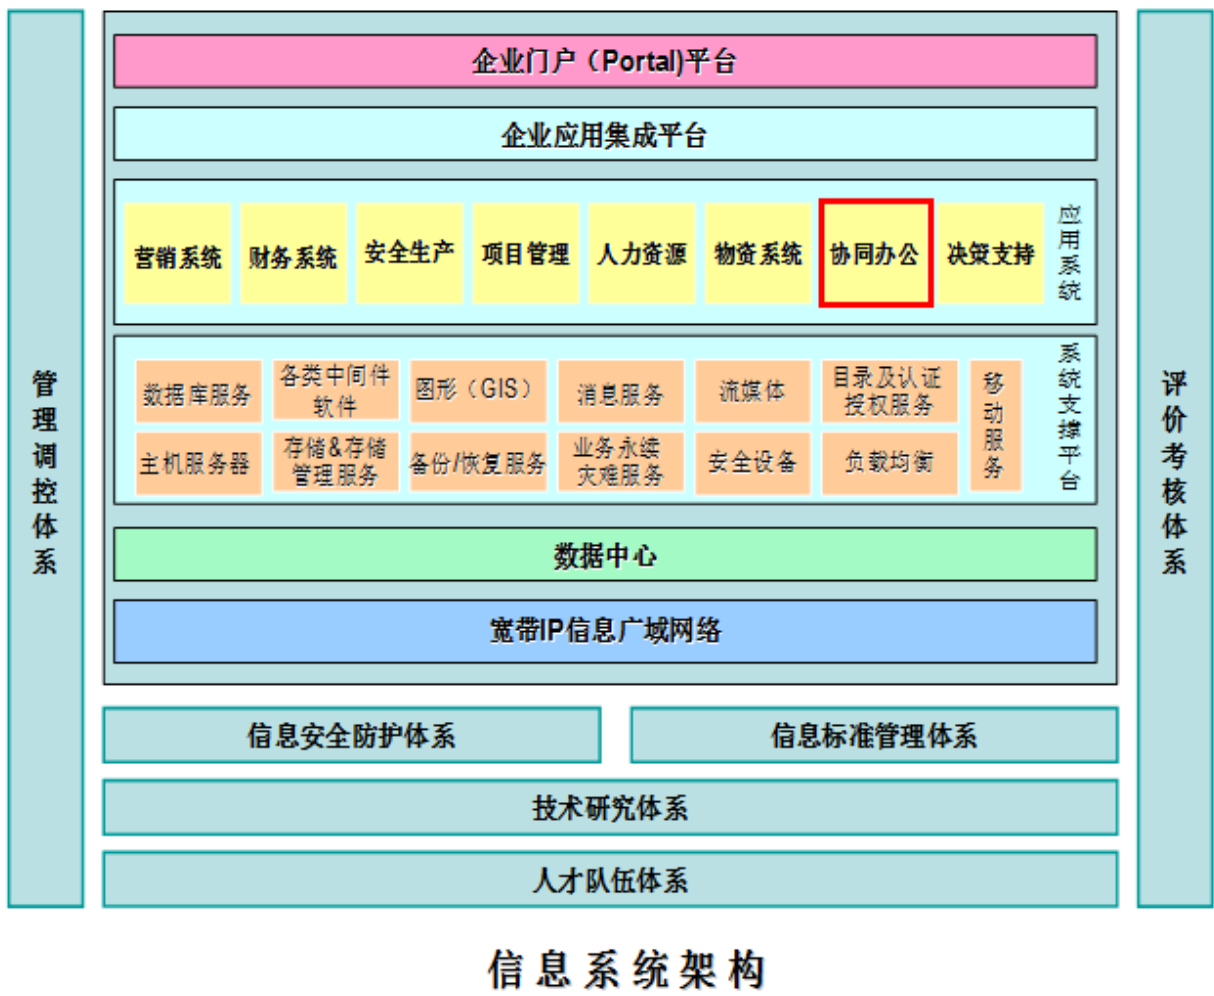 企业门户（Portal)平台
企业应用集成平台
营销系统
财务系统
安全生产
项目管理
人力资源
物资系统
协同办公
决策支持
应用系统
数据库服务
各类中间件
软件
图形（GIS）
消息服务
流媒体
目录及认证
授权服务
移动服务
主机服务器
存储&存储
管理服务
备份/恢复服务
业务永续
灾难服务
安全设备
负载均衡
系统支撑平台
数据中心
宽带IP信息广域网络
管理调控体系
评价考核体系
信息安全防护体系
信息标准管理体系
技术研究体系
人才队伍体系
信息系统架构